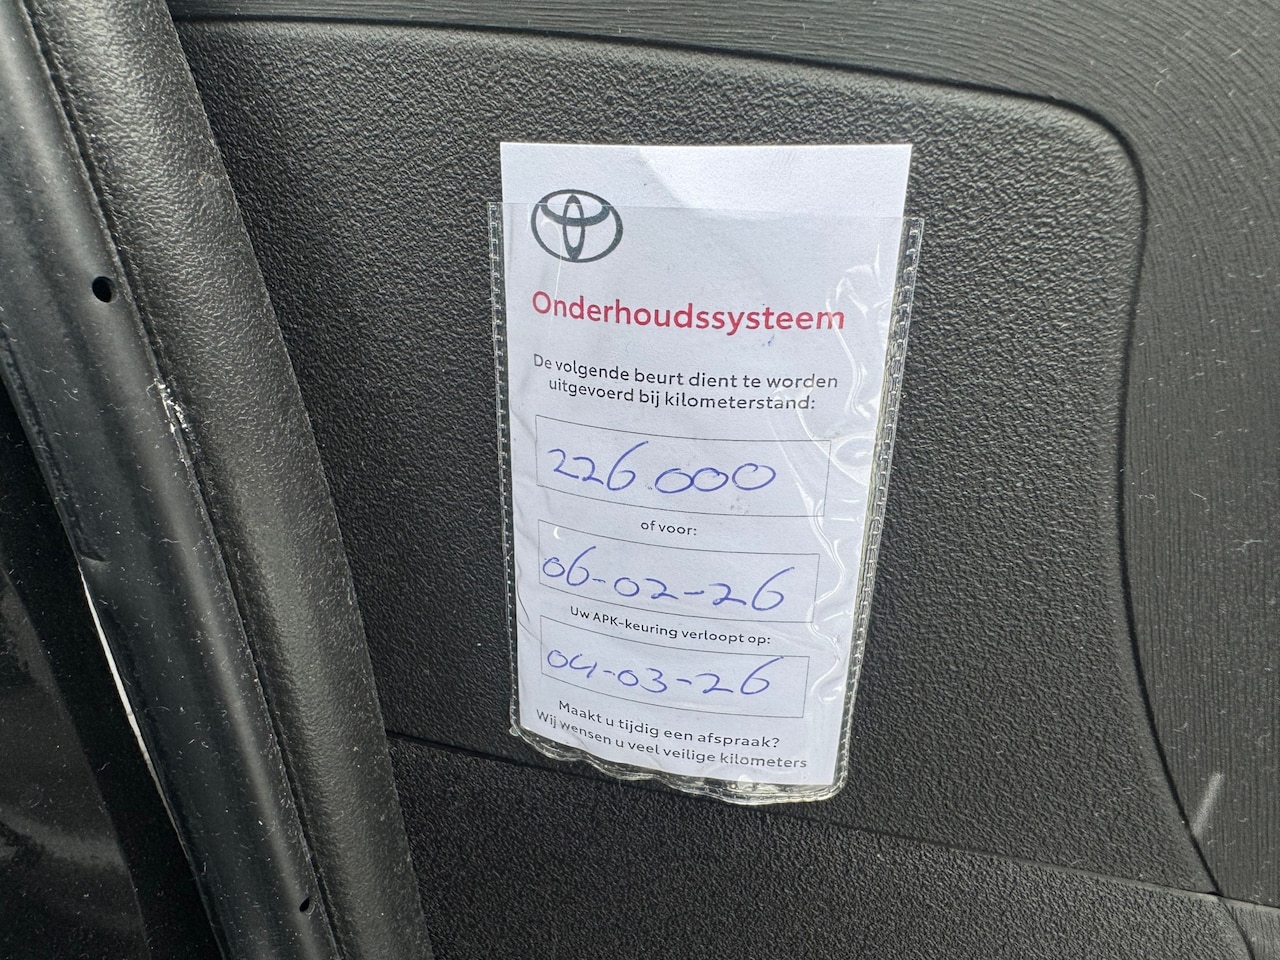 Onderhoudssysteem
De volgende beurt dient te worden
uitgevoerd bij kilometerstand:
226.000
of voor:
06-02-26
Uw APK-keuring verloopt op:
04-03-26
Maakt u tijdig een afspraak?
Wij wensen u veel veilige kilometers